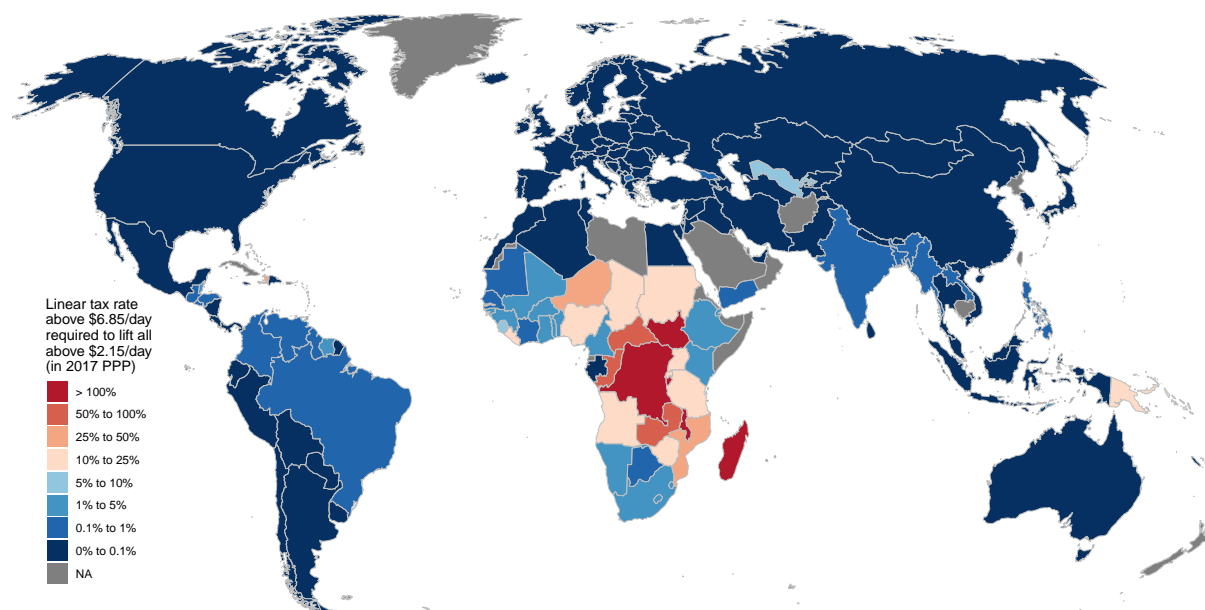 Linear tax rate
above $6.85/day
required to lift all
above $2.15/day
(in 2017 PPP)
> 100%
50% to 100%
25% to 50%
10% to 25%
5% to 10%
1% to 5%
0.1% to 1%
0% to 0.1%
NA